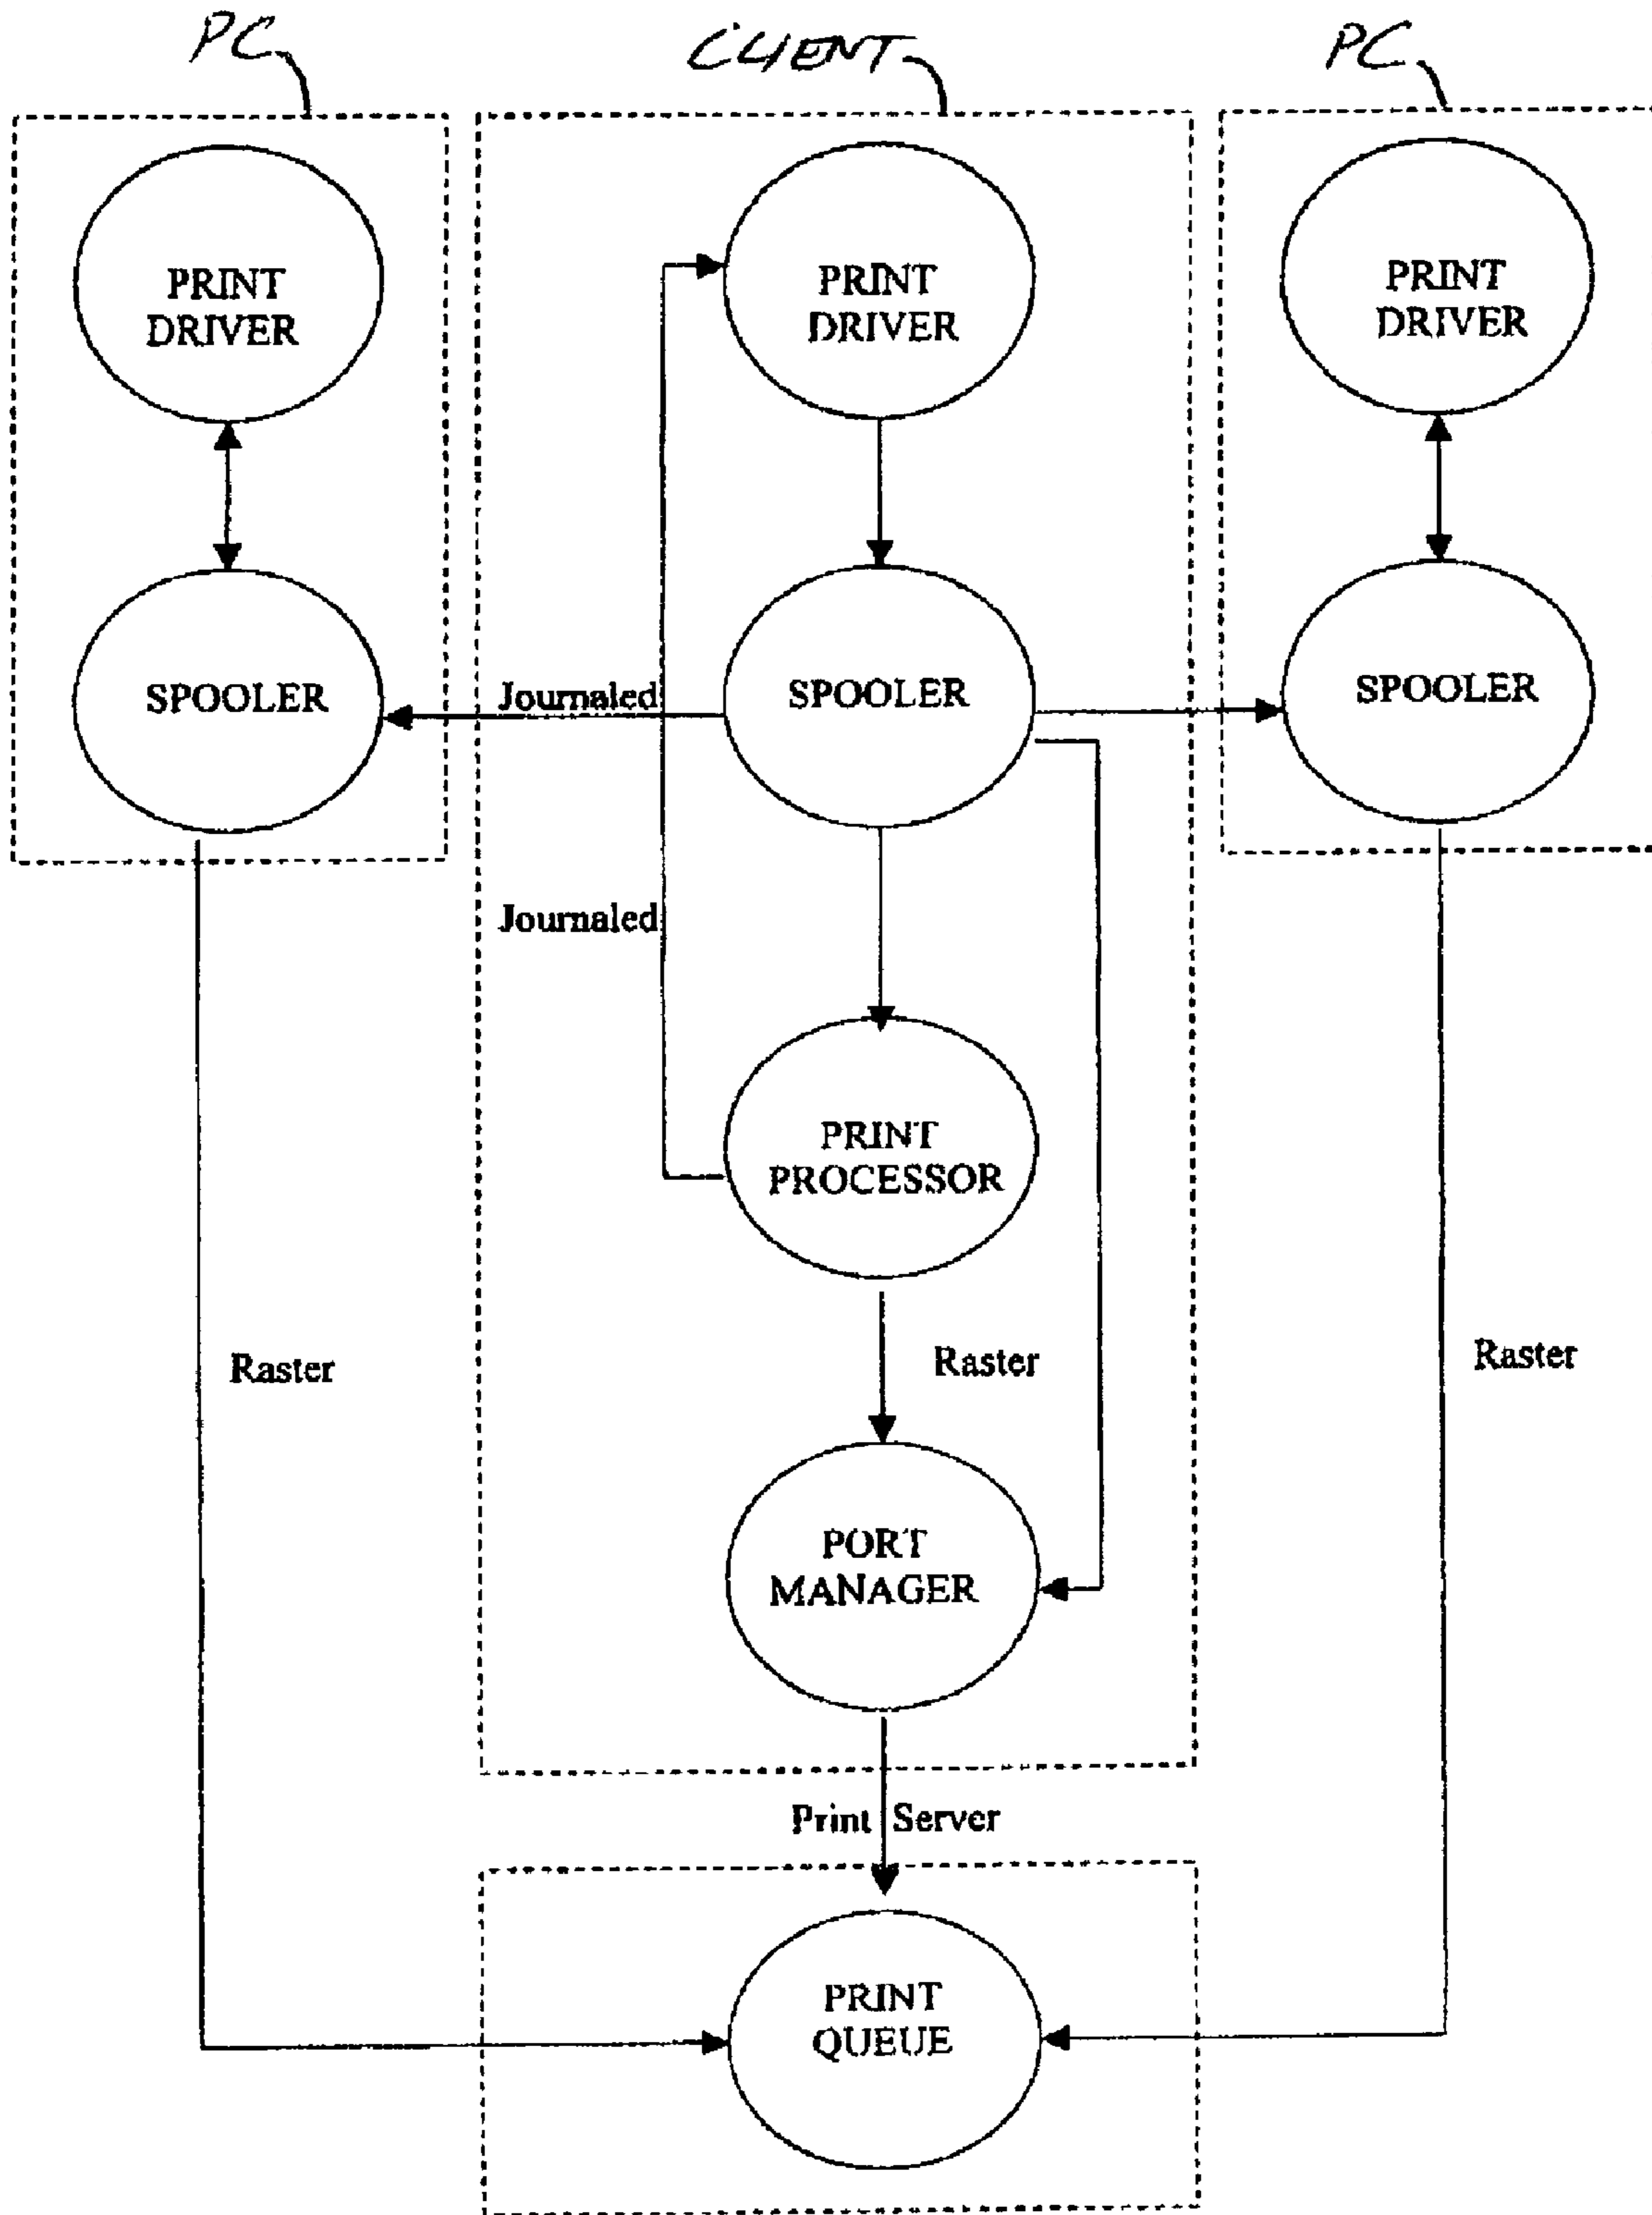 PC
CLIENT
PC
PRINT
DRIVER
PRINT
DRIVER
PRINT
DRIVER
SPOOLER
Journaled
SPOOLER
SPOOLER
Journaled
PRINT
PROCESSOR
Raster
Raster
Raster
PORT
MANAGER
Print Server
PRINT
QUEUE